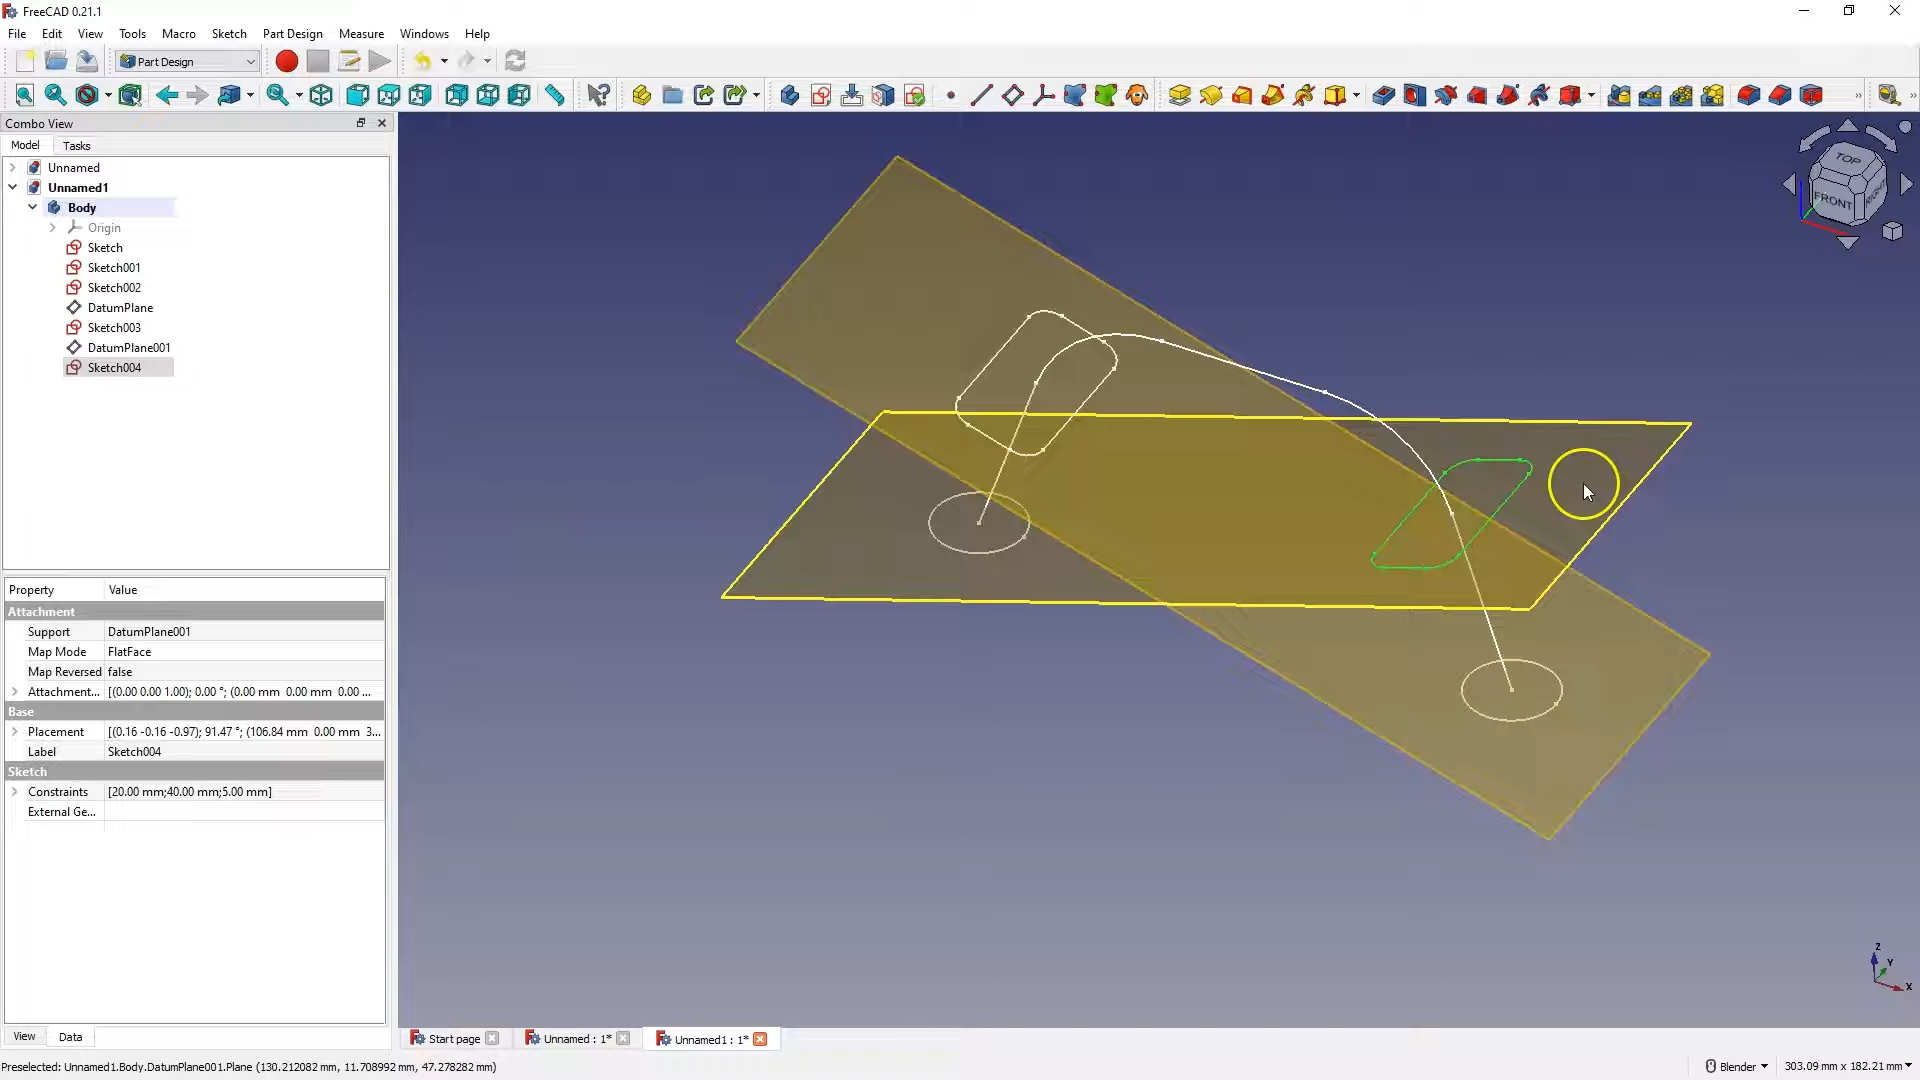 FreeCAD 0.21.1
File Edit View Tools Macro Sketch Part Design Measure Windows Help
Part Design
Combo View
Model Tasks
Unnamed
Unnamed1
Body
Origin
Sketch
Sketch001
Sketch002
DatumPlane
Sketch003
DatumPlane001
Sketch004
Property Value
Attachment
Support DatumPlane001
Map Mode FlatFace
Map Reversed false
Attachment... [(0.00 0.00 1.00); 0.00 °; (0.00 mm 0.00 mm 0.00 ...
Base
Placement [(0.16 -0.16 -0.97); 91.47 °; (106.84 mm 0.00 mm 3...
Label Sketch004
Sketch
Constraints [20.00 mm;40.00 mm;5.00 mm]
External Ge...
TOP
FRONT
RIGHT
Z
Y
X
View Data
Start page Unnamed : 1* Unnamed1 : 1*
Preselected: Unnamed1.Body.DatumPlane001.Plane (130.212082 mm, 11.708992 mm, 47.278282 mm)
Blender 303.09 mm x 182.21 mm